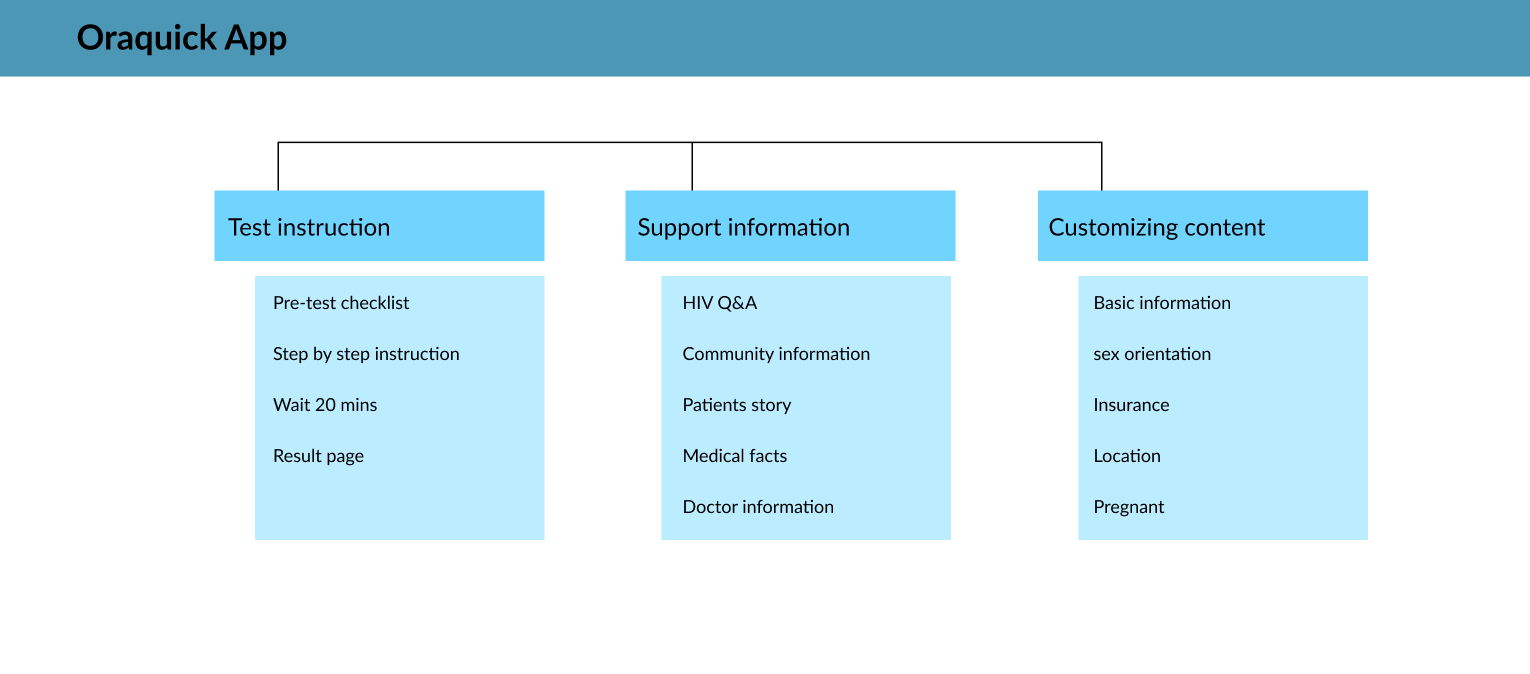 Oraquick App
Test instruction
Pre-test checklist
Step by step instruction
Wait 20 mins
Result page
Support information
HIV Q&A
Community information
Patients story
Medical facts
Doctor information
Customizing content
Basic information
sex orientation
Insurance
Location
Pregnant